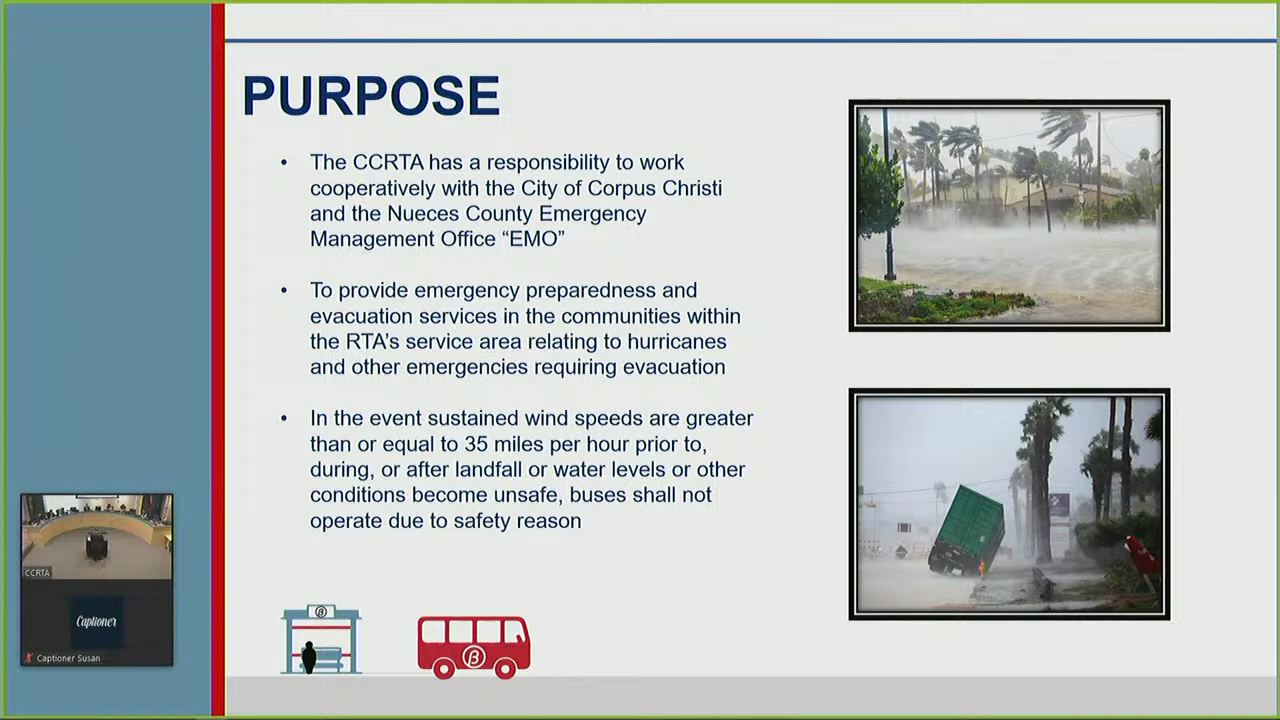 PURPOSE
• The CCRTA has a responsibility to work
cooperatively with the City of Corpus Christi
and the Nueces County Emergency
Management Office “EMO”
• To provide emergency preparedness and
evacuation services in the communities within
the RTA’s service area relating to hurricanes
and other emergencies requiring evacuation
• In the event sustained wind speeds are greater
than or equal to 35 miles per hour prior to,
during, or after landfall or water levels or other
conditions become unsafe, buses shall not
operate due to safety reason
CCRTA
Captioner
Captioner Susan